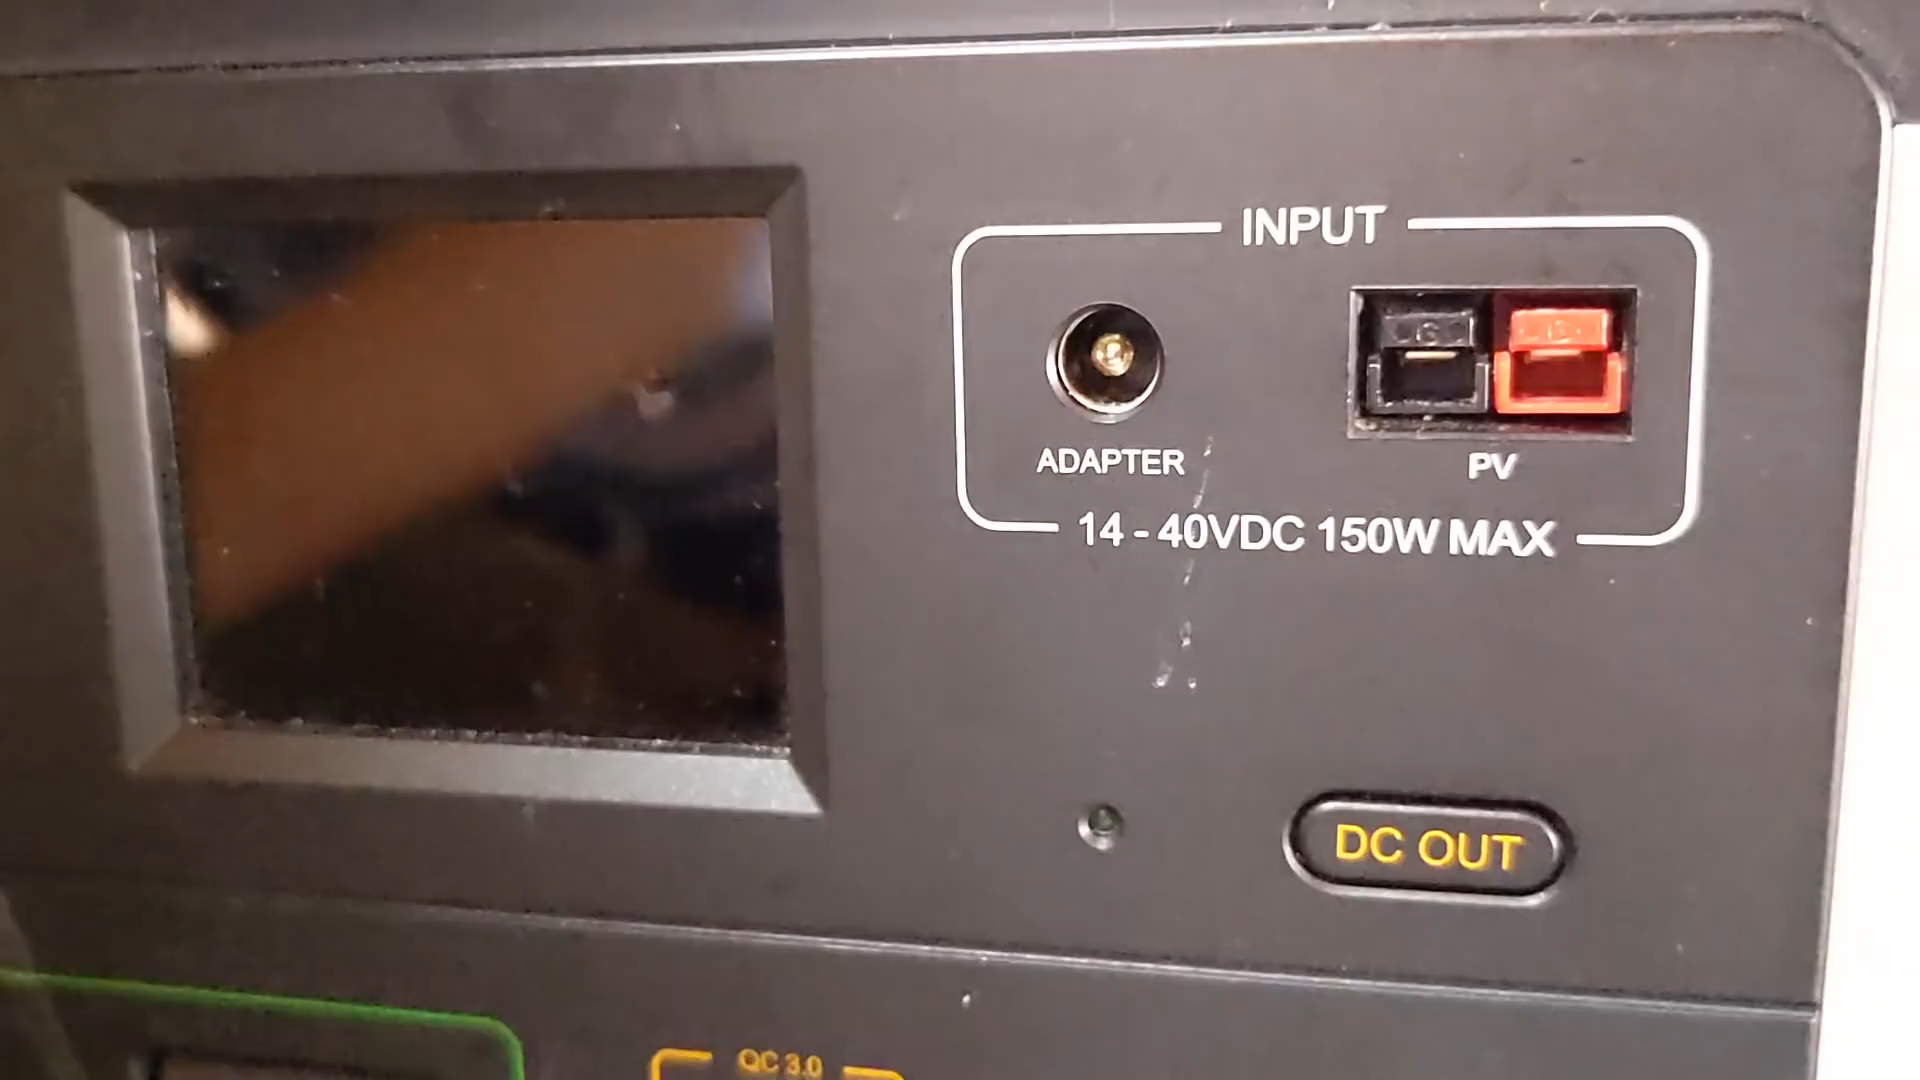 INPUT
ADAPTER
PV
14 - 40VDC 150W MAX
DC OUT
QC 3.0